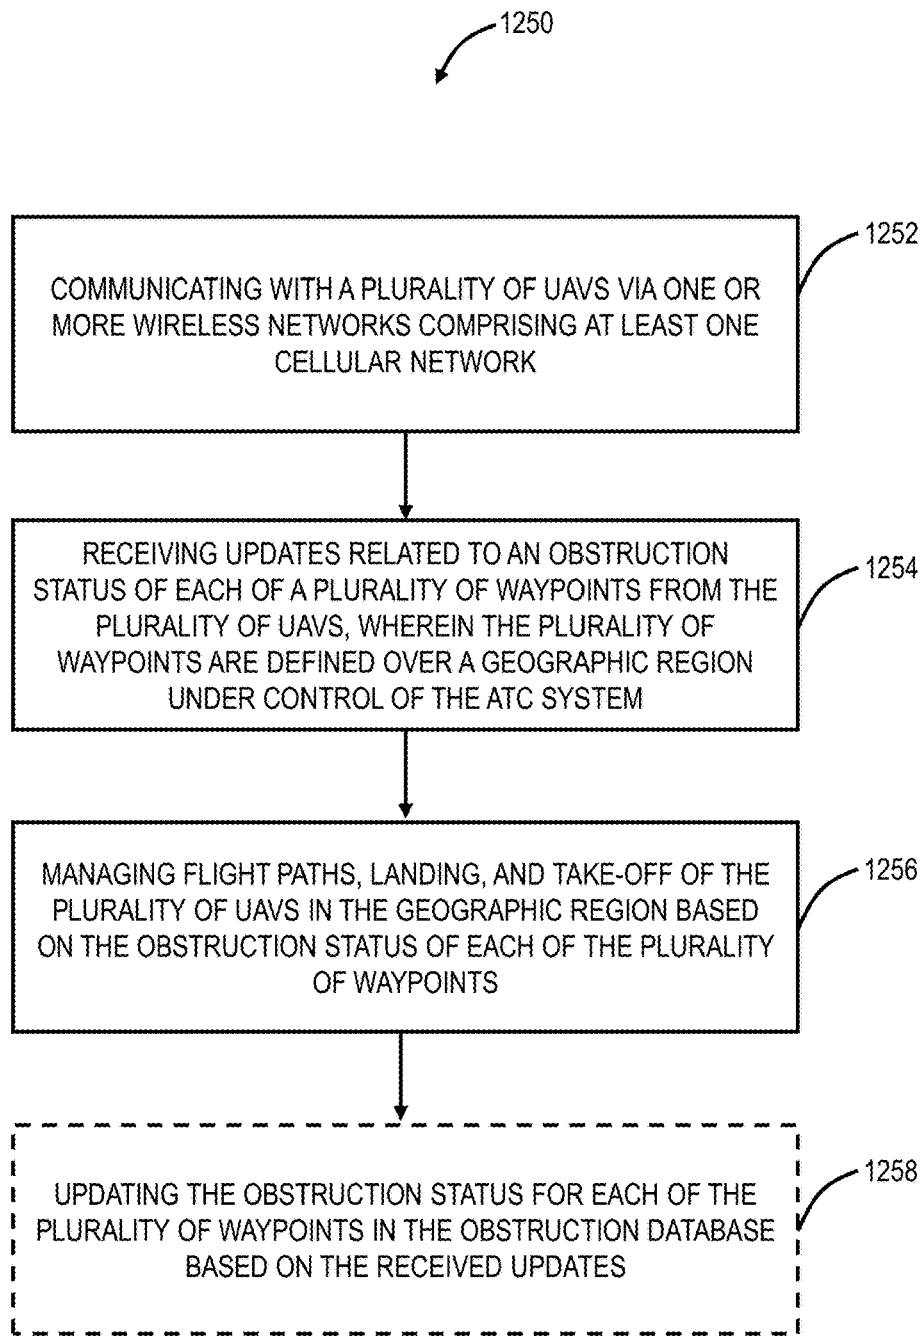 1250
1252
COMMUNICATING WITH A PLURALITY OF UAVS VIA ONE OR
MORE WIRELESS NETWORKS COMPRISING AT LEAST ONE
CELLULAR NETWORK
1254
RECEIVING UPDATES RELATED TO AN OBSTRUCTION
STATUS OF EACH OF A PLURALITY OF WAYPOINTS FROM THE
PLURALITY OF UAVS, WHEREIN THE PLURALITY OF
WAYPOINTS ARE DEFINED OVER A GEOGRAPHIC REGION
UNDER CONTROL OF THE ATC SYSTEM
1256
MANAGING FLIGHT PATHS, LANDING, AND TAKE-OFF OF THE
PLURALITY OF UAVS IN THE GEOGRAPHIC REGION BASED
ON THE OBSTRUCTION STATUS OF EACH OF THE PLURALITY
OF WAYPOINTS
1258
UPDATING THE OBSTRUCTION STATUS FOR EACH OF THE
PLURALITY OF WAYPOINTS IN THE OBSTRUCTION DATABASE
BASED ON THE RECEIVED UPDATES